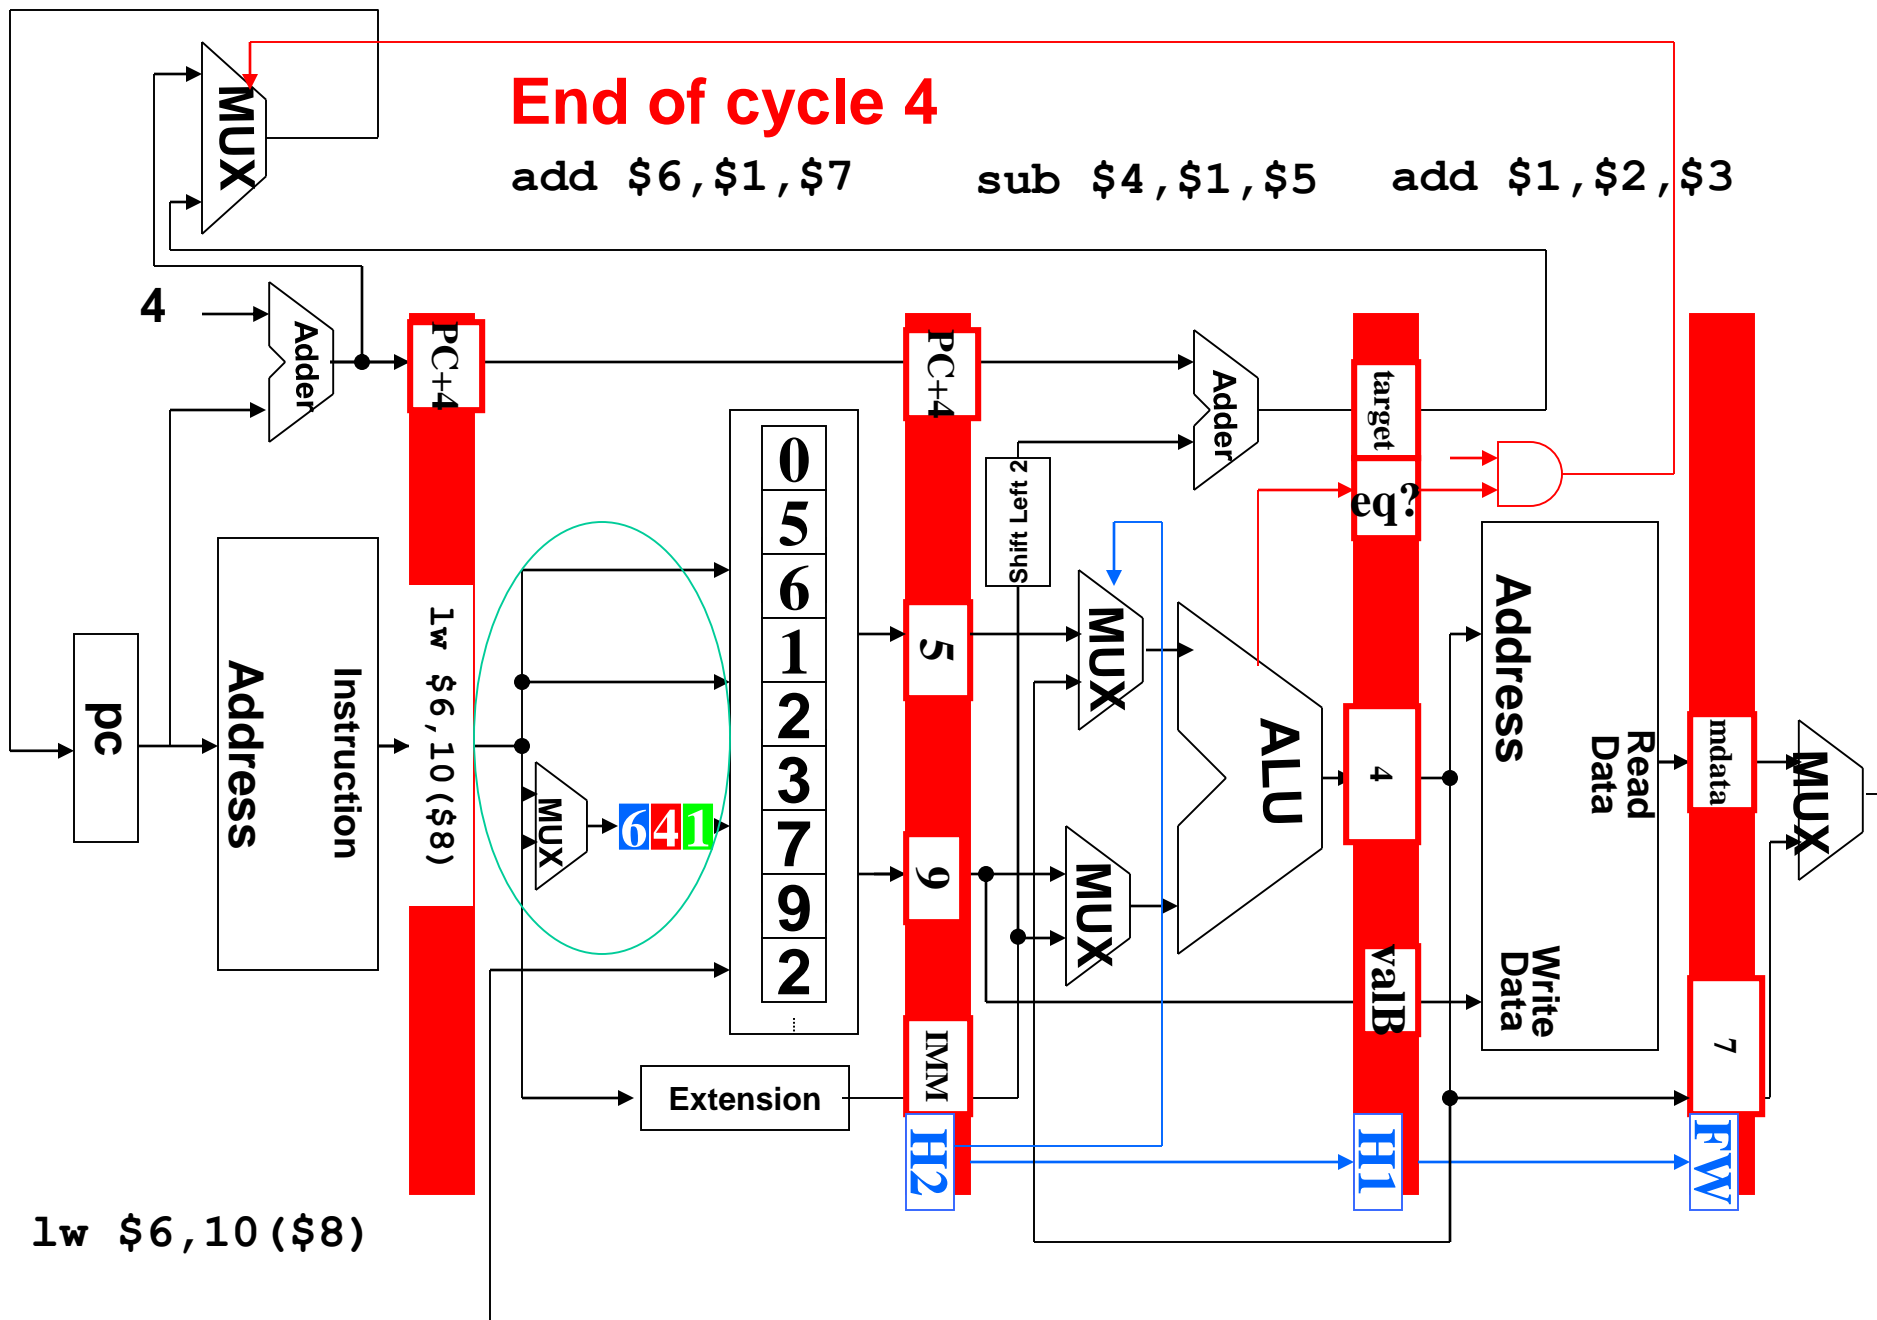 End of cycle 4
add $6,$1,$7
sub $4,$1,$5
add $1,$2,$3
MUX
4
Adder
PC+4
PC+4
Adder
target
eq?
Shift Left 2
0
5
6
1
2
3
7
9
2
pc
Address
Instruction
lw $6,10($8)
MUX
6 4 1
5
9
IMM
H2
MUX
MUX
ALU
4
valB
H1
Address
Read
Data
Write
Data
mdata
7
FW
MUX
Extension
lw $6,10($8)